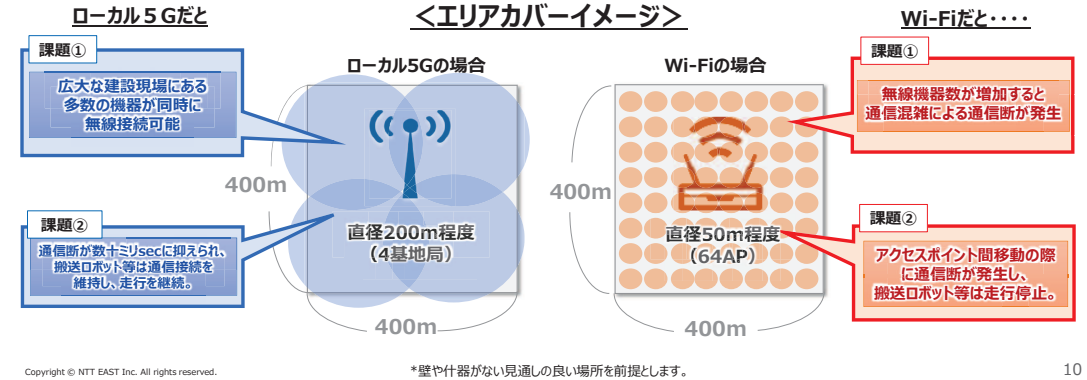 ローカル５Gだと
<エリアカバーイメージ>
Wi-Fiだと・・・・
課題①
広大な建設現場にある
多数の機器が同時に
無線接続可能
課題②
通信断が数十ミリsecに抑えられ、
搬送ロボット等は通信接続を
維持し、走行を継続。
ローカル5Gの場合
400m
直径200m程度
（4基地局）
400m
Wi-Fiの場合
400m
直径50m程度
（64AP）
400m
課題①
無線機器数が増加すると
通信混雑による通信断が発生
課題②
アクセスポイント間移動の際
に通信断が発生し、
搬送ロボット等は走行停止。
Copyright © NTT EAST Inc. All rights reserved.
*壁や什器がない見通しの良い場所を前提とします。
10